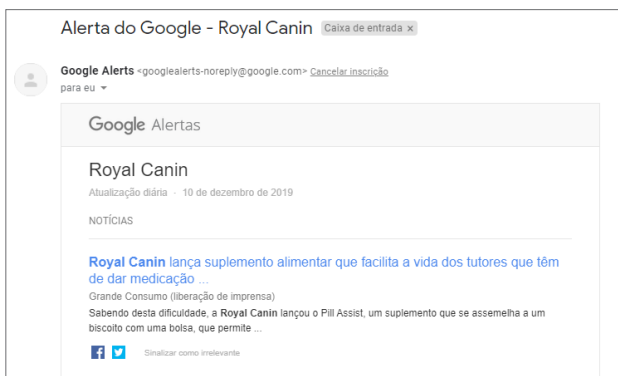 Alerta do Google - Royal Canin Caixa de entrada x
Google Alerts <googlealerts-noreply@google.com> Cancelar inscrição
para eu
Google Alertas
Royal Canin
Atualização diária · 10 de dezembro de 2019
NOTÍCIAS
Royal Canin lança suplemento alimentar que facilita a vida dos tutores que têm
de dar medicação ...
Grande Consumo (liberação de imprensa)
Sabendo desta dificuldade, a Royal Canin lançou o Pill Assist, um suplemento que se assemelha a um
biscoito com uma bolsa, que permite ...
Sinalizar como irrelevante